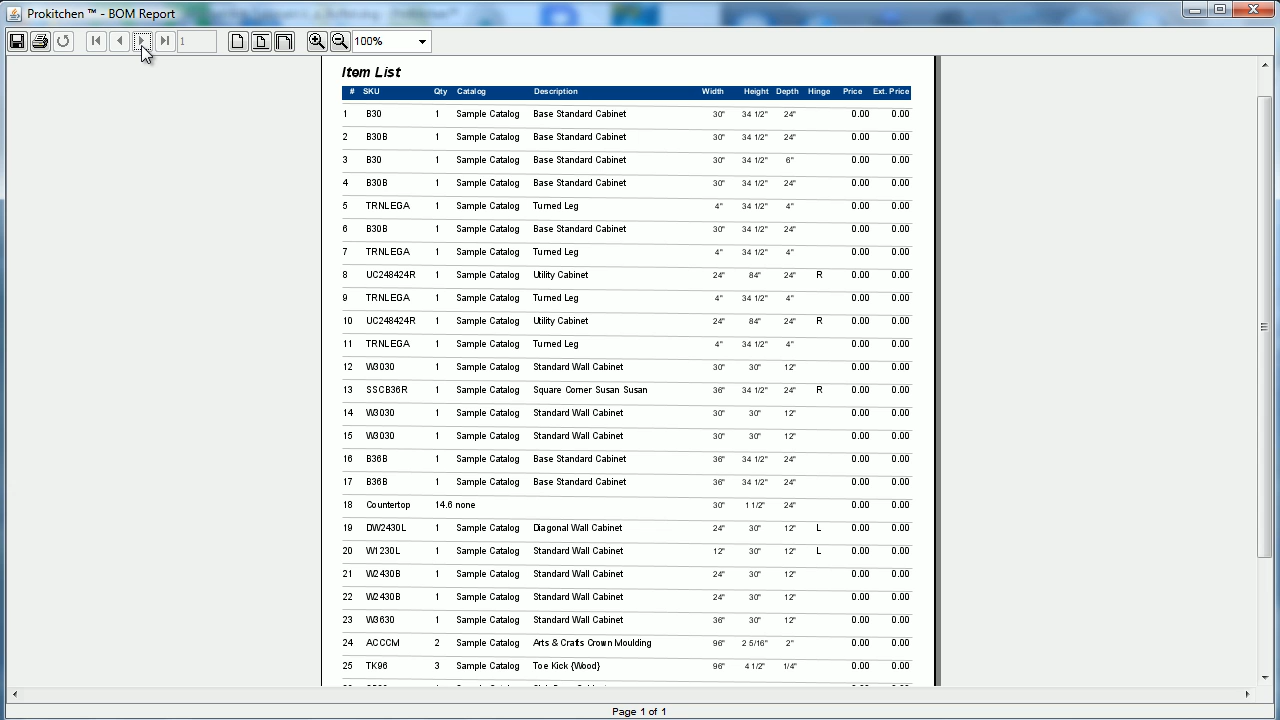 Prokitchen ™ - BOM Report
1 100%
Item List
# SKU Qty Catalog Description Width Height Depth Hinge Price Ext. Price
1 B30 1 Sample Catalog Base Standard Cabinet 30" 34 1/2" 24" 0.00 0.00
2 B30B 1 Sample Catalog Base Standard Cabinet 30" 34 1/2" 24" 0.00 0.00
3 B30 1 Sample Catalog Base Standard Cabinet 30" 34 1/2" 6" 0.00 0.00
4 B30B 1 Sample Catalog Base Standard Cabinet 30" 34 1/2" 24" 0.00 0.00
5 TRNLEGA 1 Sample Catalog Turned Leg 4" 34 1/2" 4" 0.00 0.00
6 B30B 1 Sample Catalog Base Standard Cabinet 30" 34 1/2" 24" 0.00 0.00
7 TRNLEGA 1 Sample Catalog Turned Leg 4" 34 1/2" 4" 0.00 0.00
8 UC248424R 1 Sample Catalog Utility Cabinet 24" 84" 24" R 0.00 0.00
9 TRNLEGA 1 Sample Catalog Turned Leg 4" 34 1/2" 4" 0.00 0.00
10 UC248424R 1 Sample Catalog Utility Cabinet 24" 84" 24" R 0.00 0.00
11 TRNLEGA 1 Sample Catalog Turned Leg 4" 34 1/2" 4" 0.00 0.00
12 W3030 1 Sample Catalog Standard Wall Cabinet 30" 30" 12" 0.00 0.00
13 SSCB36R 1 Sample Catalog Square Corner Susan Susan 36" 34 1/2" 24" R 0.00 0.00
14 W3030 1 Sample Catalog Standard Wall Cabinet 30" 30" 12" 0.00 0.00
15 W3030 1 Sample Catalog Standard Wall Cabinet 30" 30" 12" 0.00 0.00
16 B36B 1 Sample Catalog Base Standard Cabinet 36" 34 1/2" 24" 0.00 0.00
17 B36B 1 Sample Catalog Base Standard Cabinet 36" 34 1/2" 24" 0.00 0.00
18 Countertop 14.6 none 30" 1 1/2" 24" 0.00 0.00
19 DW2430L 1 Sample Catalog Diagonal Wall Cabinet 24" 30" 12" L 0.00 0.00
20 W1230L 1 Sample Catalog Standard Wall Cabinet 12" 30" 12" L 0.00 0.00
21 W2430B 1 Sample Catalog Standard Wall Cabinet 24" 30" 12" 0.00 0.00
22 W2430B 1 Sample Catalog Standard Wall Cabinet 24" 30" 12" 0.00 0.00
23 W3630 1 Sample Catalog Standard Wall Cabinet 36" 30" 12" 0.00 0.00
24 ACCCM 2 Sample Catalog Arts & Crafts Crown Moulding 96" 2 5/16" 2" 0.00 0.00
25 TK96 3 Sample Catalog Toe Kick {Wood} 96" 4 1/2" 1/4" 0.00 0.00
Page 1 of 1